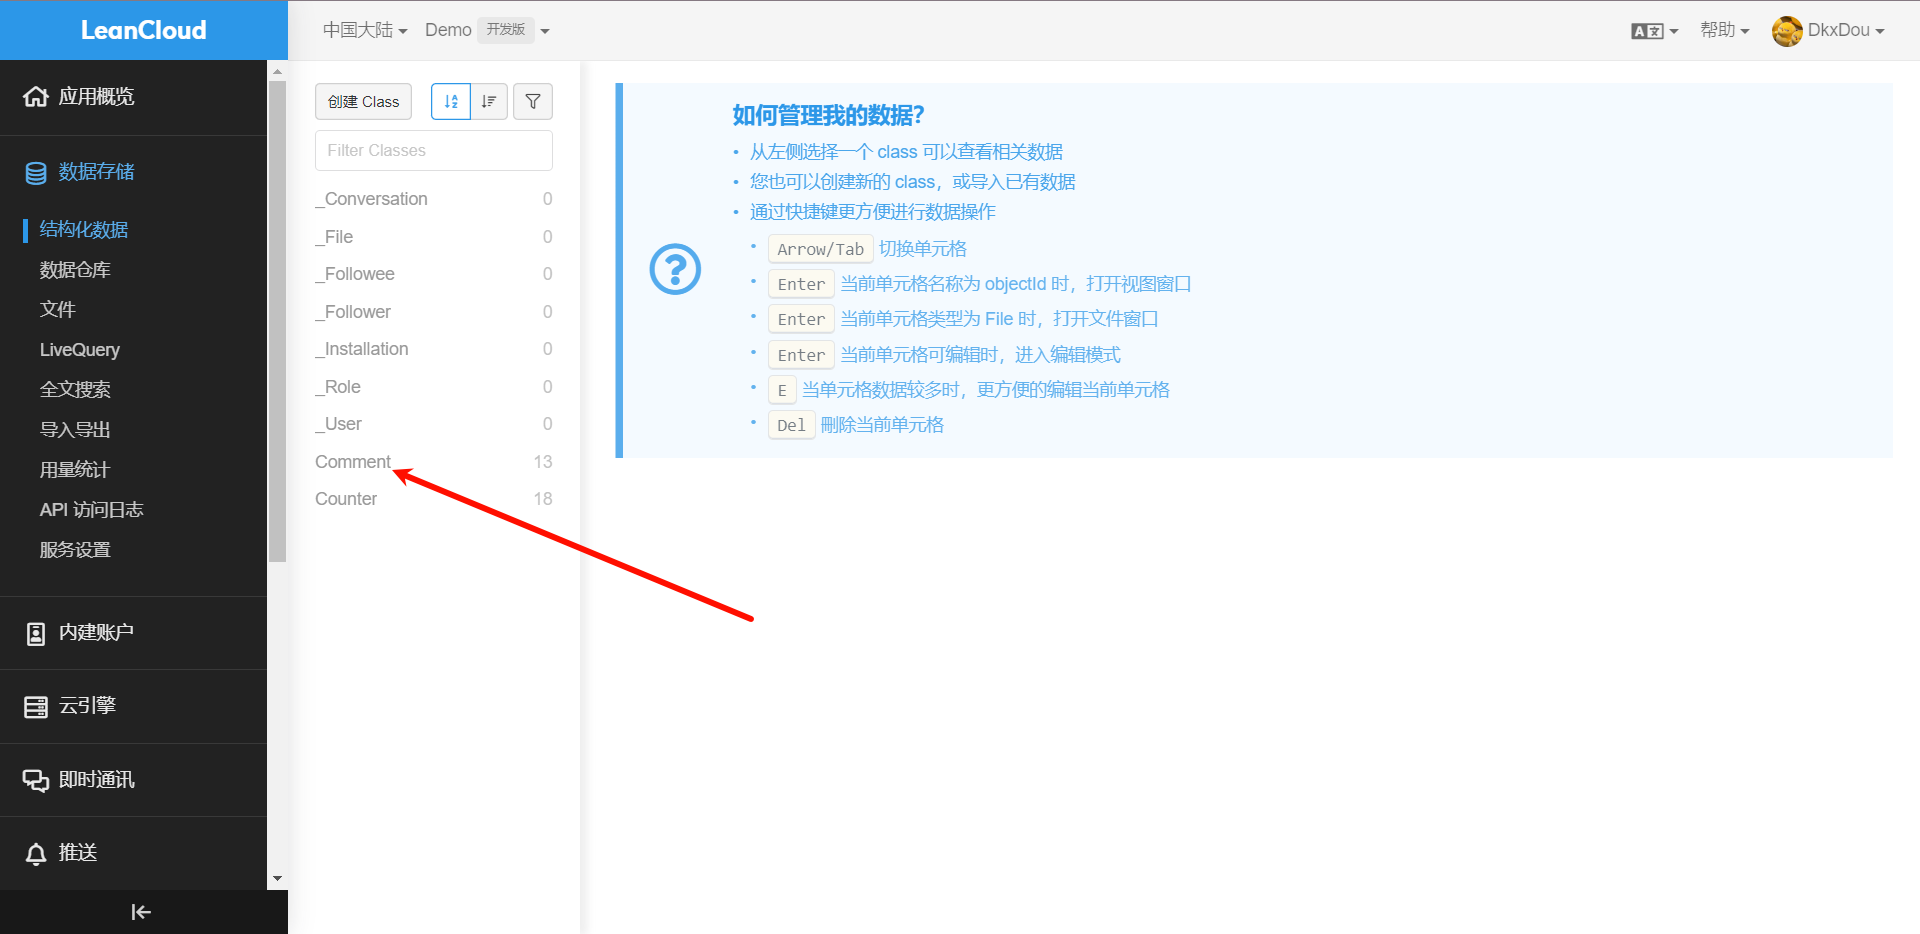 LeanCloud
中国大陆
Demo 开发版
A文
帮助
DkxDou
应用概览
数据存储
结构化数据
数据仓库
文件
LiveQuery
全文搜索
导入导出
用量统计
API 访问日志
服务设置
内建账户
云引擎
即时通讯
推送
创建 Class
Filter Classes
_Conversation 0
_File 0
_Followee 0
_Follower 0
_Installation 0
_Role 0
_User 0
Comment 13
Counter 18
如何管理我的数据?
• 从左侧选择一个 class 可以查看相关数据
• 您也可以创建新的 class，或导入已有数据
• 通过快捷键更方便进行数据操作
• Arrow/Tab 切换单元格
• Enter 当前单元格名称为 objectId 时，打开视图窗口
• Enter 当前单元格类型为 File 时，打开文件窗口
• Enter 当前单元格可编辑时，进入编辑模式
• E 当单元格数据较多时，更方便的编辑当前单元格
• Del 刪除当前单元格